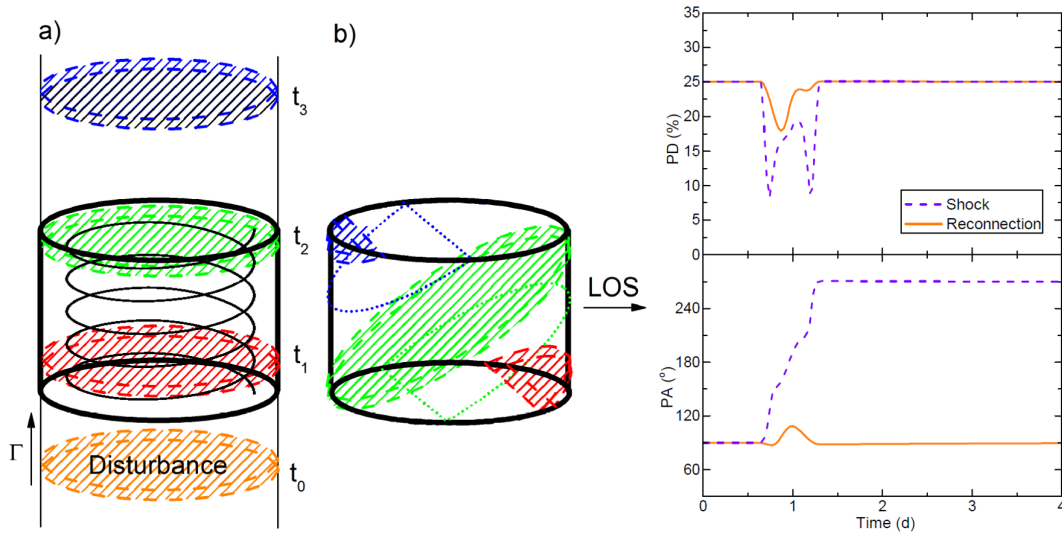 a)
b)
t3
t2
LOS
t1
Γ
Disturbance
t0
35
30
25
20
15
10
5
0
PD (%)
Shock
Reconnection
240
180
120
60
PA (°)
0
1
2
3
4
Time (d)